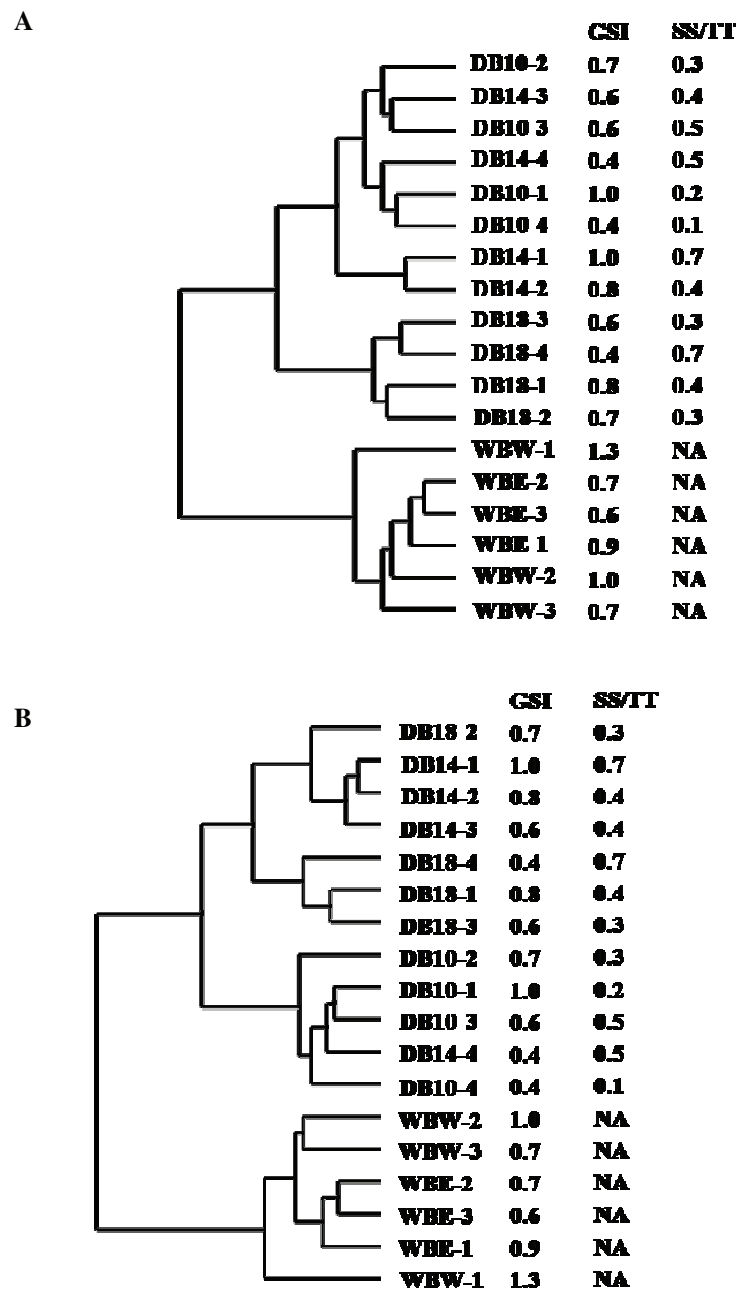 A
GSI SS/TT
DB10-2 0.7 0.3
DB14-3 0.6 0.4
DB10 3 0.6 0.5
DB14-4 0.4 0.5
DB10-1 1.0 0.2
DB10 4 0.4 0.1
DB14-1 1.0 0.7
DB14-2 0.8 0.4
DB18-3 0.6 0.3
DB18-4 0.4 0.7
DB18-1 0.8 0.4
DB18-2 0.7 0.3
WBW-1 1.3 NA
WBE-2 0.7 NA
WBE-3 0.6 NA
WBE 1 0.9 NA
WBW-2 1.0 NA
WBW-3 0.7 NA
B
GSI SS/TT
DB18 2 0.7 0.3
DB14-1 1.0 0.7
DB14-2 0.8 0.4
DB14-3 0.6 0.4
DB18-4 0.4 0.7
DB18-1 0.8 0.4
DB18-3 0.6 0.3
DB10-2 0.7 0.3
DB10-1 1.0 0.2
DB10 3 0.6 0.5
DB14-4 0.4 0.5
DB10-4 0.4 0.1
WBW-2 1.0 NA
WBW-3 0.7 NA
WBE-2 0.7 NA
WBE-3 0.6 NA
WBE-1 0.9 NA
WBW-1 1.3 NA